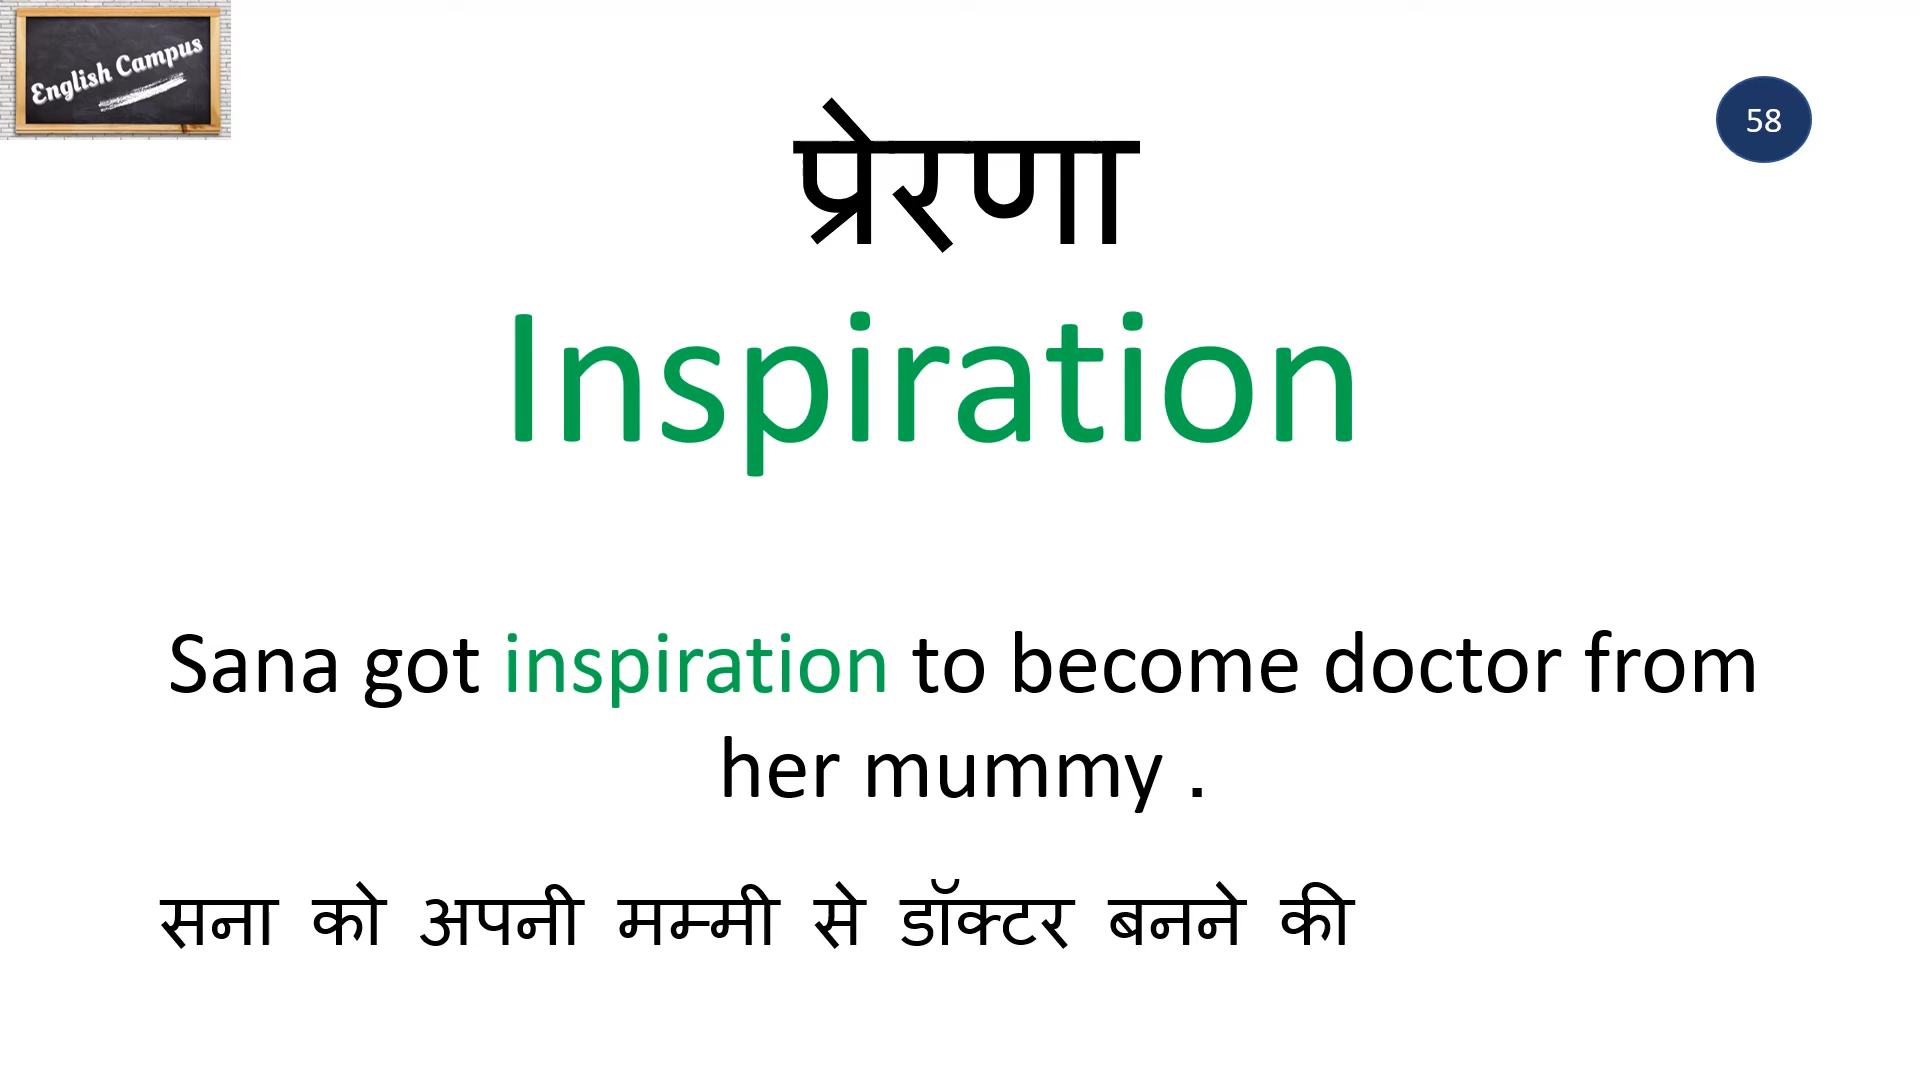 English Campus
58
प्रेरणा
Inspiration
Sana got inspiration to become doctor from
her mummy .
सना को अपनी मम्मी से डॉक्टर बनने की